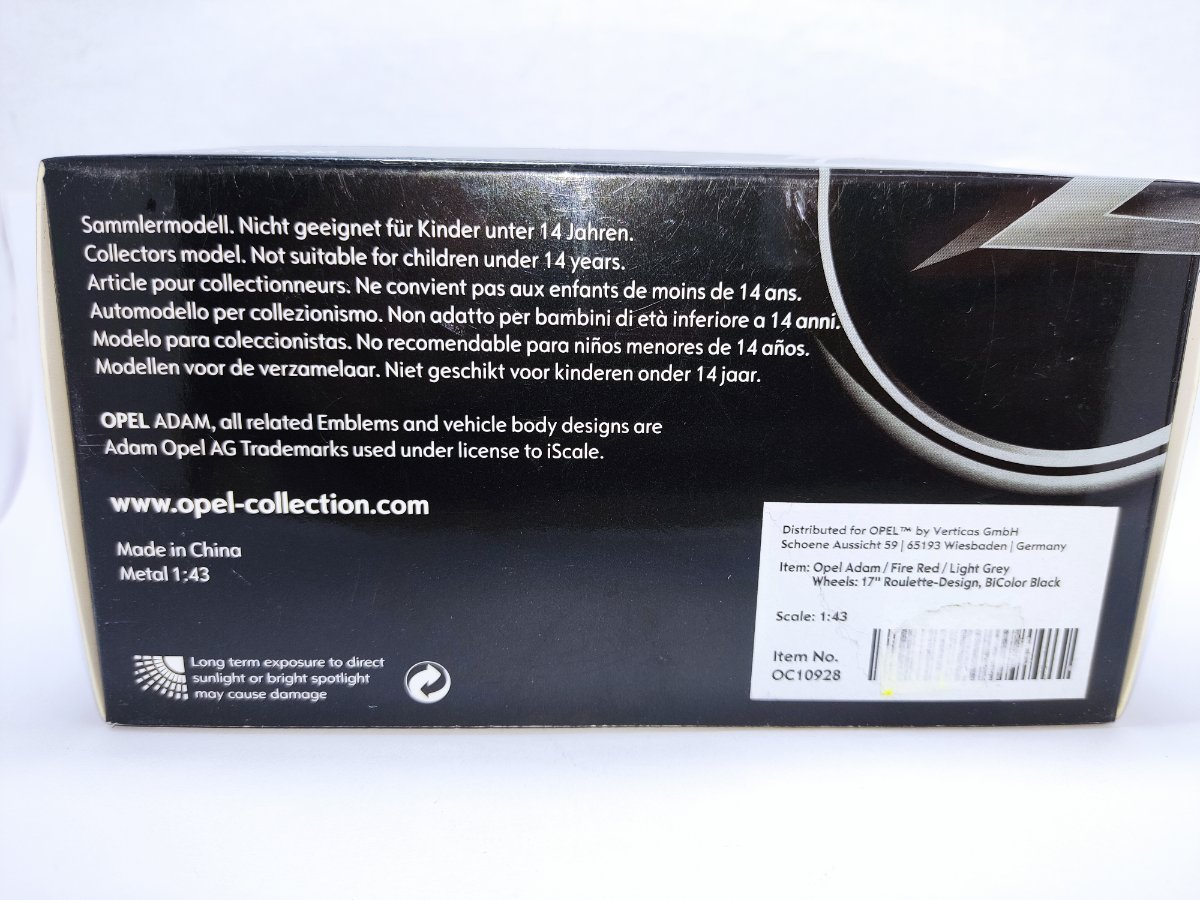 Sammlermodell. Nicht geeignet für Kinder unter 14 Jahren.
Collectors model. Not suitable for children under 14 years.
Article pour collectionneurs. Ne convient pas aux enfants de moins de 14 ans.
Automodello per collezionismo. Non adatto per bambini di età inferiore a 14 anni.
Modelo para coleccionistas. No recomendable para niños menores de 14 años.
Modellen voor de verzamelaar. Niet geschikt voor kinderen onder 14 jaar.
OPEL ADAM, all related Emblems and vehicle body designs are
Adam Opel AG Trademarks used under license to iScale.
www.opel-collection.com
Made in China
Metal 1:43
Long term exposure to direct
sunlight or bright spotlight
may cause damage
Distributed for OPEL™ by Verticas GmbH
Schoene Aussicht 59 | 65193 Wiesbaden | Germany
Item: Opel Adam / Fire Red / Light Grey
Wheels: 17" Roulette-Design, BiColor Black
Scale: 1:43
Item No.
OC10928